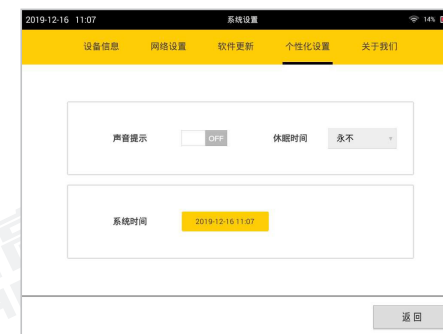 2019-12-16 11:07 系统设置 14%
设备信息 网络设置 软件更新 个性化设置 关于我们
声音提示 OFF 休眠时间 永不
系统时间 2019-12-16 11:07
返回